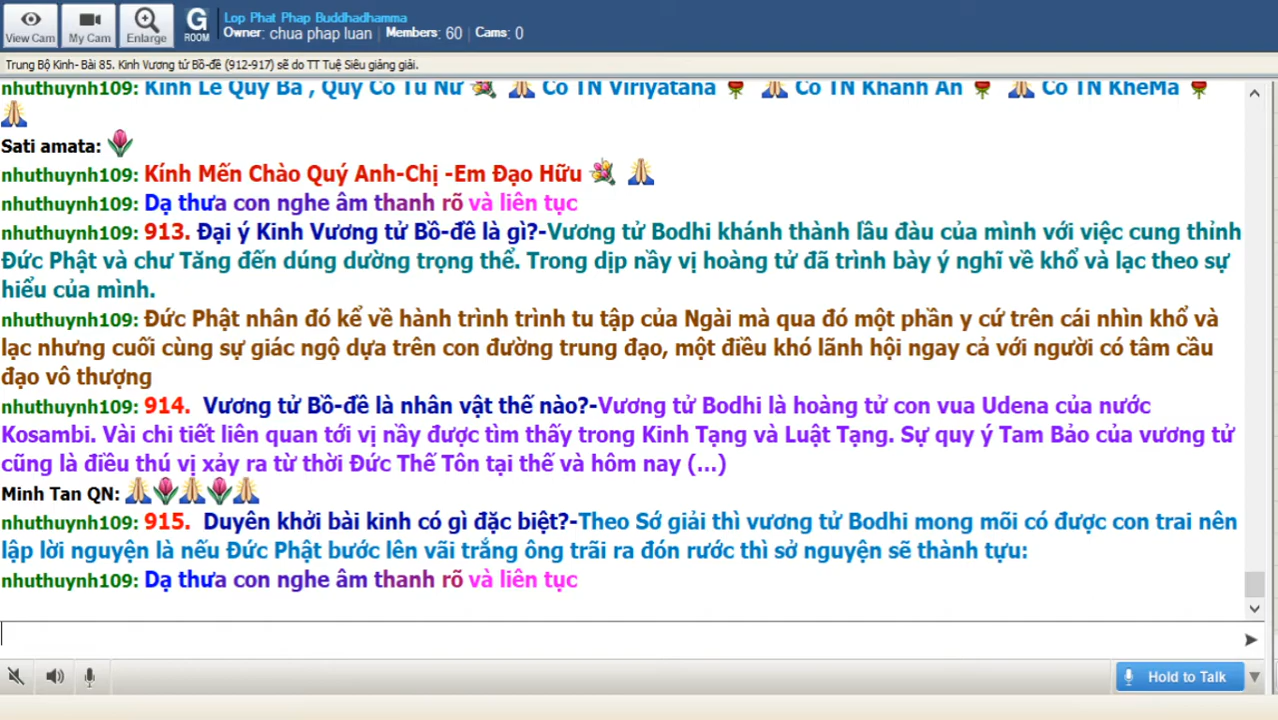 View Cam
My Cam
Enlarge
G
ROOM
Lop Phat Phap Buddhadhamma
Owner: chua phap luan Members: 60 Cams: 0
Trung Bộ Kinh- Bài 85. Kinh Vương tử Bồ-đề (912-917) sẽ do TT Tuệ Siêu giảng giải.
nhuthuynh109: Kính Lễ Quý Bà , Quý Cô Tu Nữ Cô TN Viriyatana Cô TN Khánh An Cô TN KheMa
Sati amata:
nhuthuynh109: Kính Mến Chào Quý Anh-Chị -Em Đạo Hữu
nhuthuynh109: Dạ thưa con nghe âm thanh rõ và liên tục
nhuthuynh109: 913. Đại ý Kinh Vương tử Bồ-đề là gì?-Vương tử Bodhi khánh thành lầu đàu của mình với việc cung thỉnh
Đức Phật và chư Tăng đến dúng dường trọng thể. Trong dịp nầy vị hoàng tử đã trình bày ý nghĩ về khổ và lạc theo sự
hiểu của mình.
nhuthuynh109: Đức Phật nhân đó kể về hành trình trình tu tập của Ngài mà qua đó một phần y cứ trên cái nhìn khổ và
lạc nhưng cuối cùng sự giác ngộ dựa trên con đường trung đạo, một điều khó lãnh hội ngay cả với người có tâm cầu
đạo vô thượng
nhuthuynh109: 914. Vương tử Bồ-đề là nhân vật thế nào?-Vương tử Bodhi là hoàng tử con vua Udena của nước
Kosambi. Vài chi tiết liên quan tới vị nầy được tìm thấy trong Kinh Tạng và Luật Tạng. Sự quy ý Tam Bảo của vương tử
cũng là điều thú vị xảy ra từ thời Đức Thế Tôn tại thế và hôm nay (...)
Minh Tan QN:
nhuthuynh109: 915. Duyên khởi bài kinh có gì đặc biệt?-Theo Sớ giải thì vương tử Bodhi mong mõi có được con trai nên
lập lời nguyện là nếu Đức Phật bước lên vãi trắng ông trãi ra đón rước thì sở nguyện sẽ thành tựu:
nhuthuynh109: Dạ thưa con nghe âm thanh rõ và liên tục
Hold to Talk